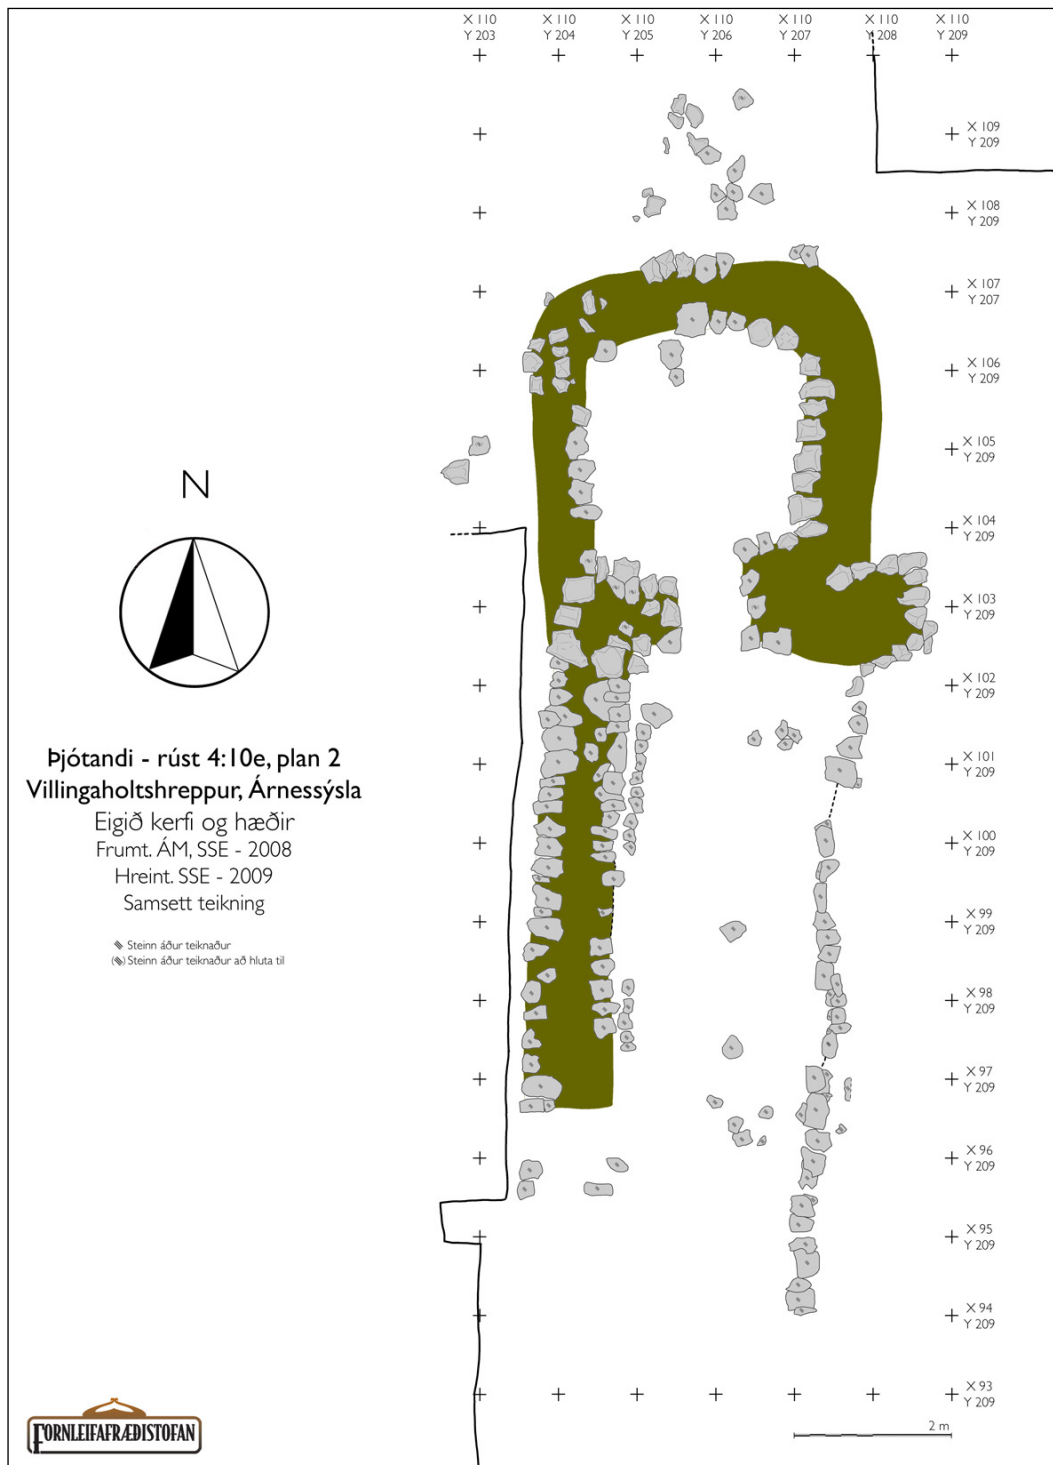 X 110 X 110 X 110 X 110 X 110 X 110 X 110
Y 203 Y 204 Y 205 Y 206 Y 207 Y 208 Y 209
X 109
Y 209
X 108
Y 209
X 107
Y 207
X 106
Y 209
X 105
Y 209
X 104
Y 209
X 103
Y 209
X 102
Y 209
X 101
Y 209
X 100
Y 209
X 99
Y 209
X 98
Y 209
X 97
Y 209
X 96
Y 209
X 95
Y 209
X 94
Y 209
X 93
Y 209
2 m
N
Þjótandi - rúst 4:10e, plan 2
Villingaholtshreppur, Árnessýsla
Eigið kerfi og hæðir
Frumt. ÁM, SSE - 2008
Hreint. SSE - 2009
Samsett teikning
Steinn áður teiknaður
Steinn áður teiknaður að hluta til
FORNLEIFAFRÆÐISTOFAN